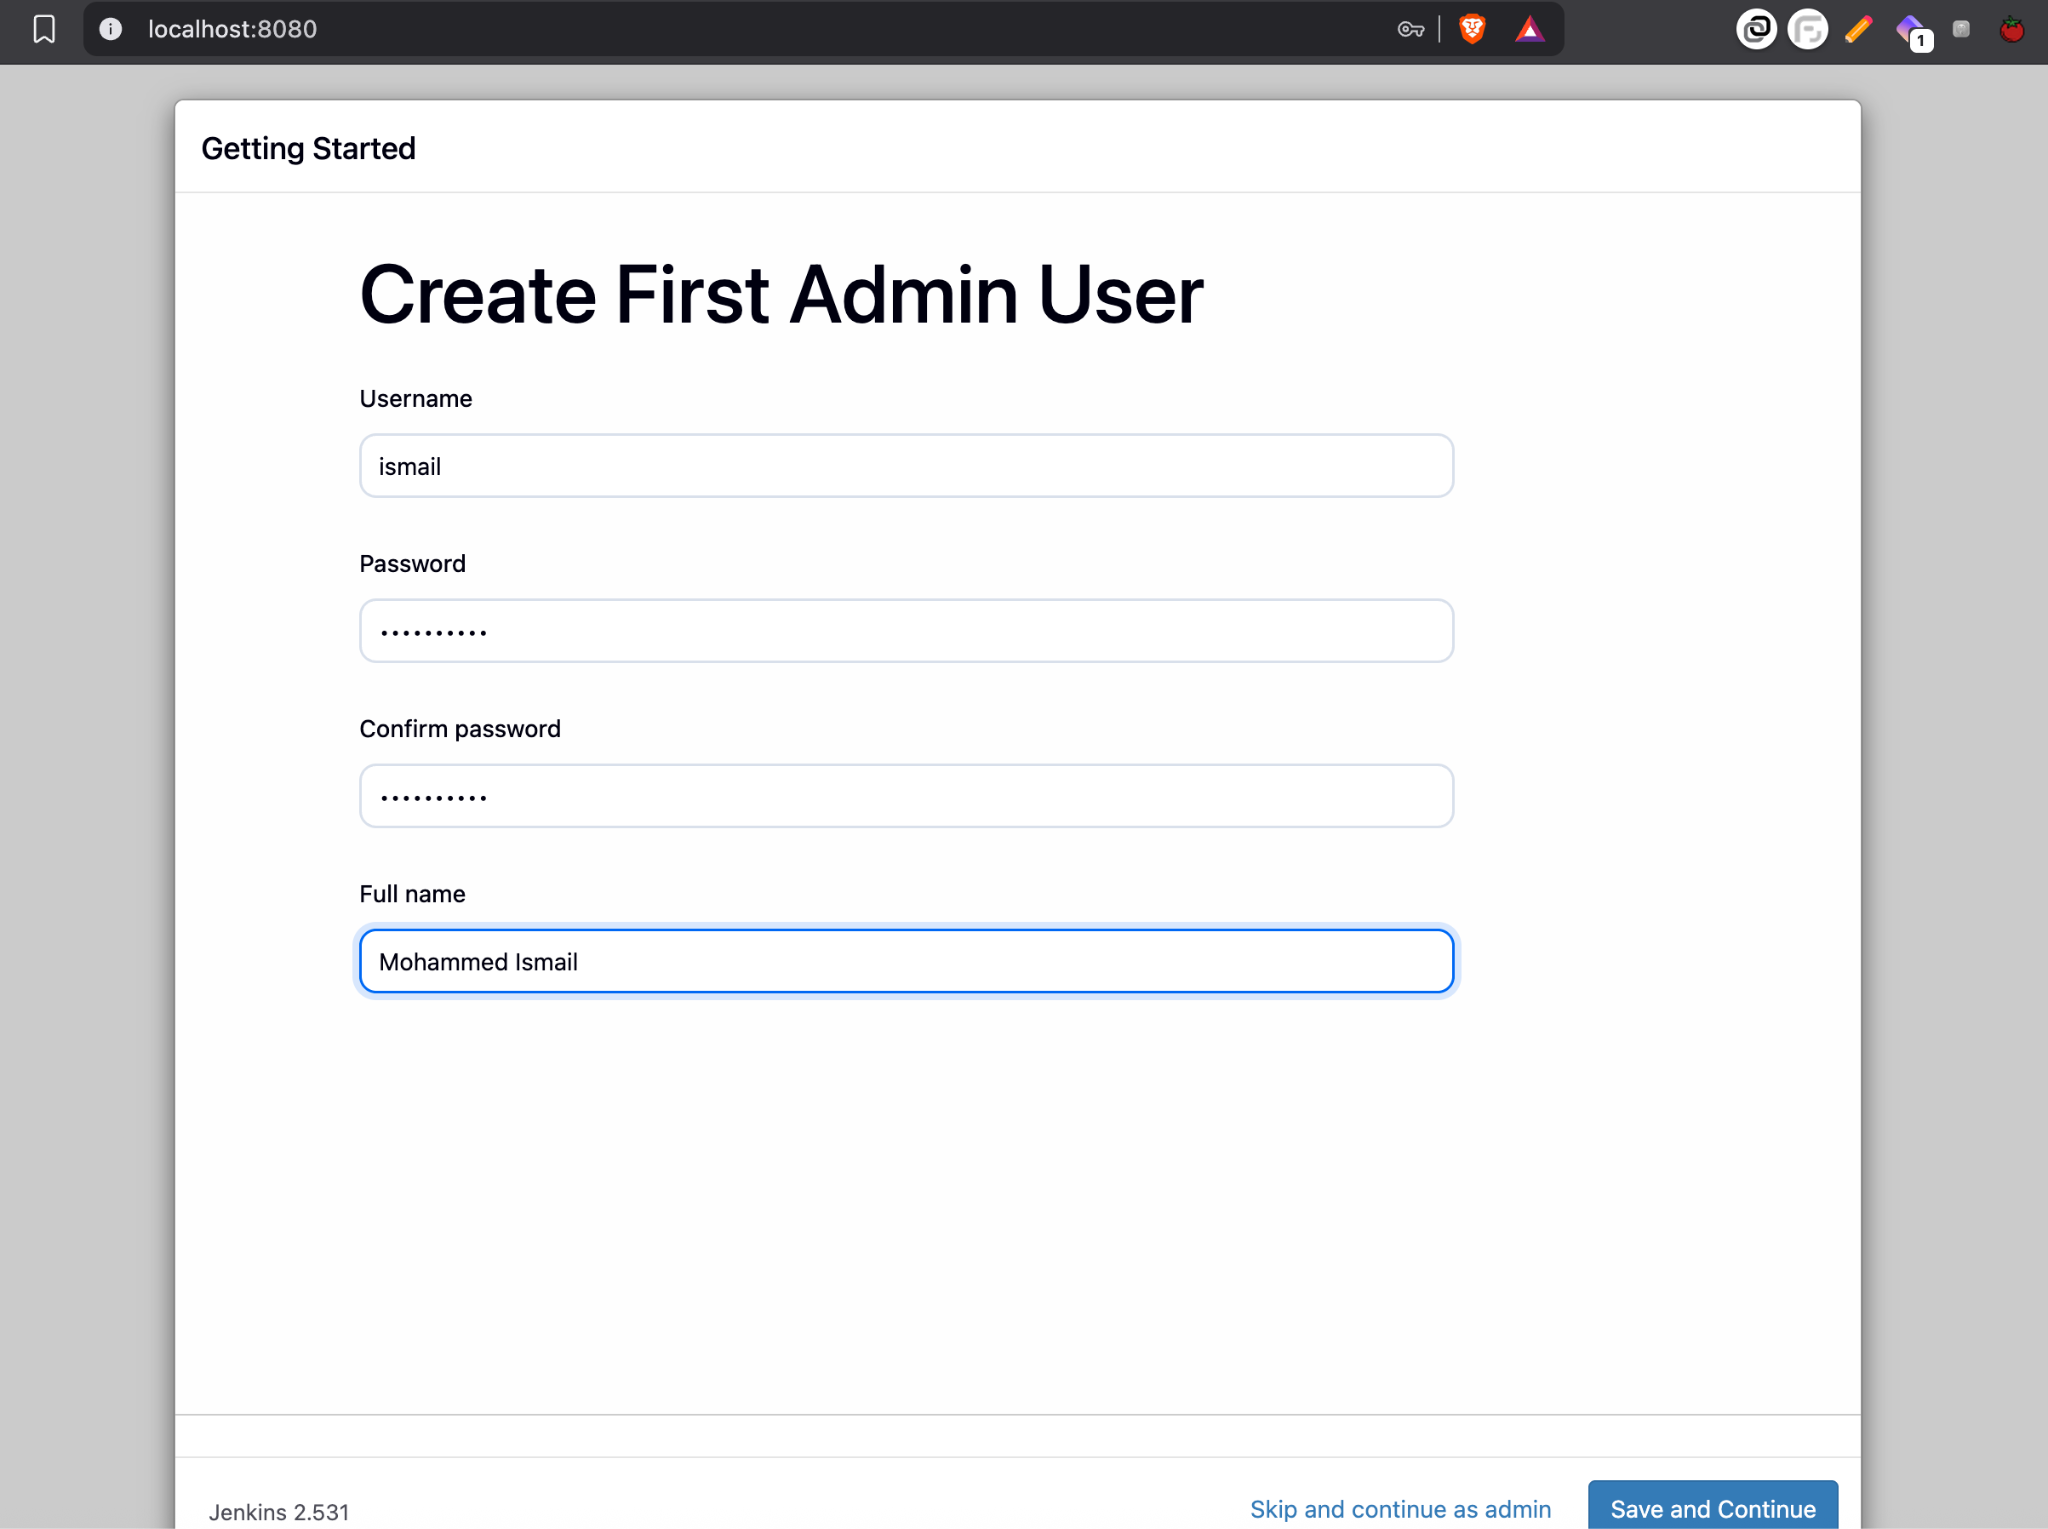 localhost:8080
1
Getting Started
Create First Admin User
Username
ismail
Password
••••••••••
Confirm password
••••••••••
Full name
Mohammed Ismail
Jenkins 2.531
Skip and continue as admin
Save and Continue